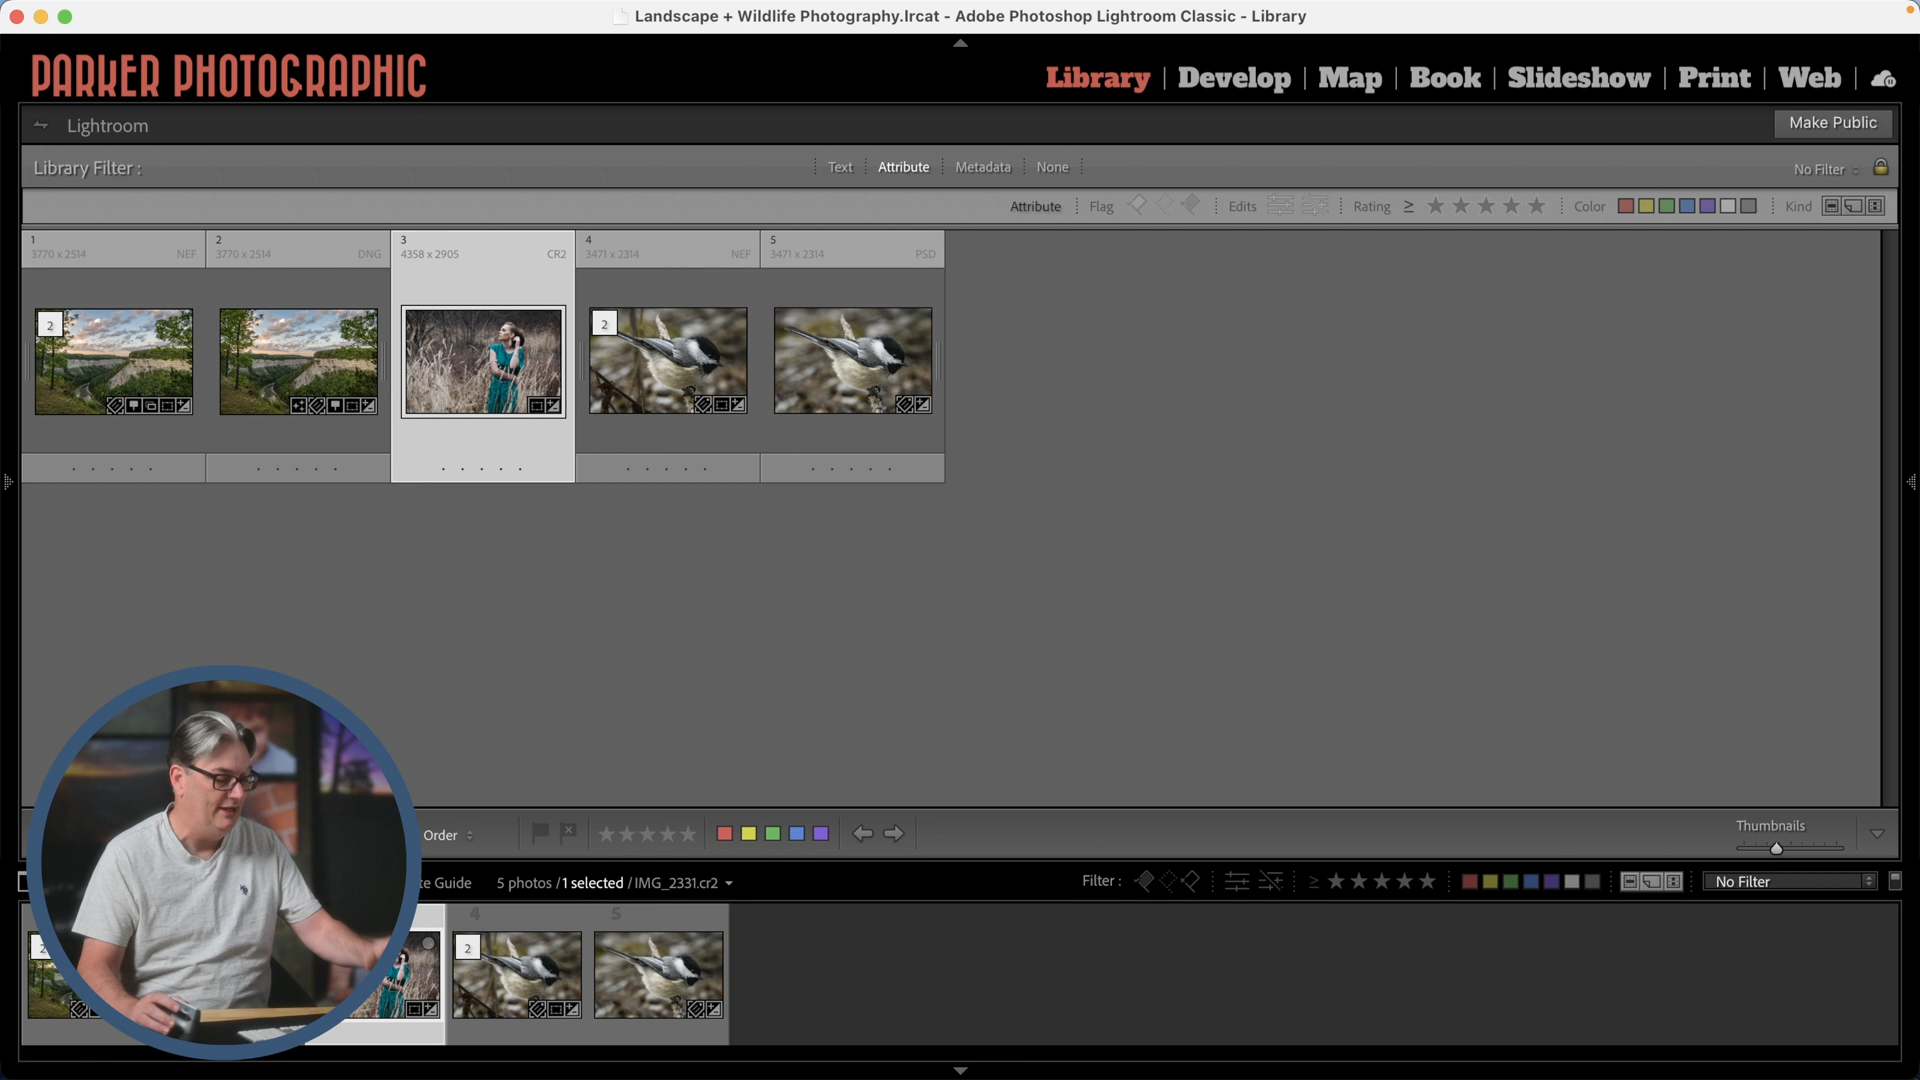 Landscape + Wildlife Photography.lrcat - Adobe Photoshop Lightroom Classic - Library
PARKER PHOTOGRAPHIC
Library | Develop | Map | Book | Slideshow | Print | Web |
Lightroom
Make Public
Library Filter :
Text Attribute Metadata None
No Filter
Attribute Flag Edits Rating ≥ Color Kind
1 2 3 4 5
3770 x 2514 NEF 3770 x 2514 DNG 4358 x 2905 CR2 3471 x 2314 NEF 3471 x 2314 PSD
2 2
Order
Thumbnails
Guide 5 photos / 1 selected / IMG_2331.cr2
Filter : ≥ No Filter
4 5
2 2